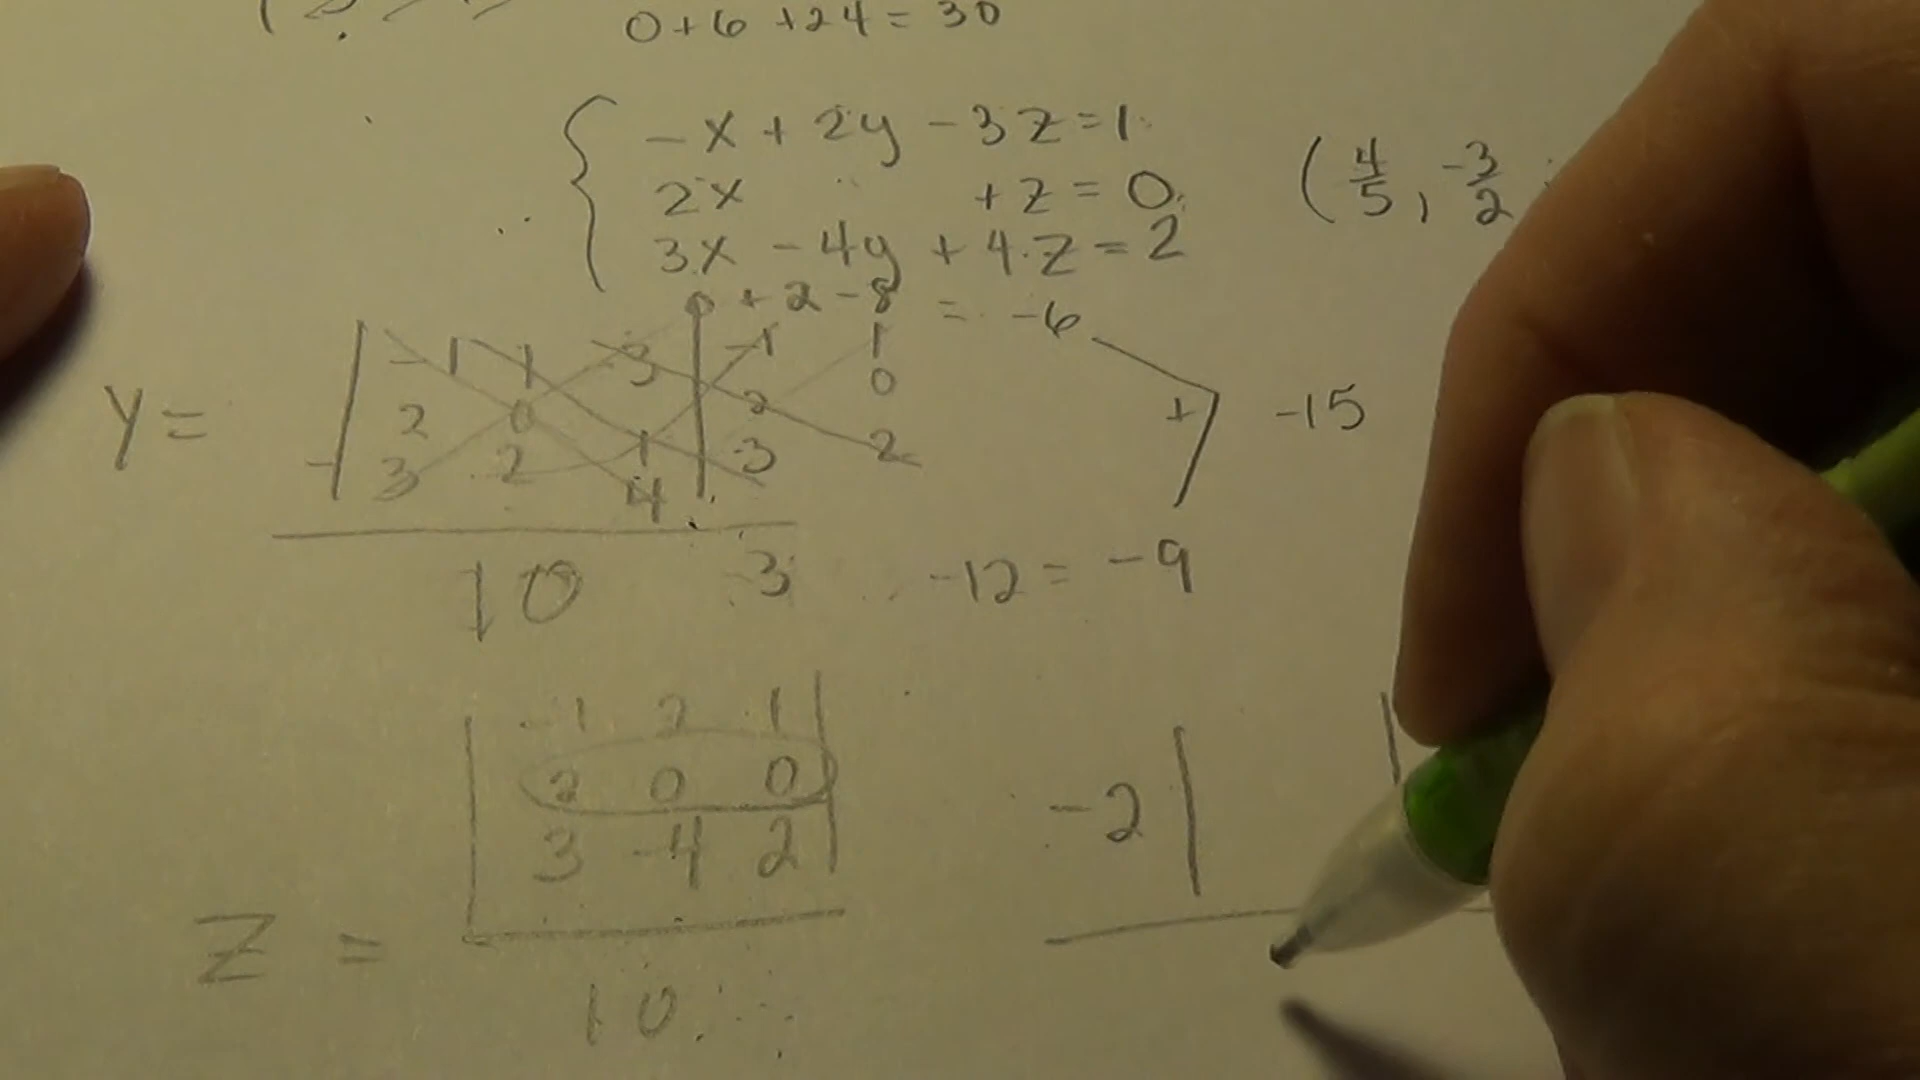 0+6+24=30
-x+2y-3z=1
2x +z=0
3x-4y+4z=2
(4/5, -3/2
0+2-8 = -6
-1 1 -3 -1 1
2 0 1 2 0
3 2 4 3 2
Y=
+
-15
10
3 -12 = -9
-1 2 1
2 0 0
3 -4 2
-2
Z =
10